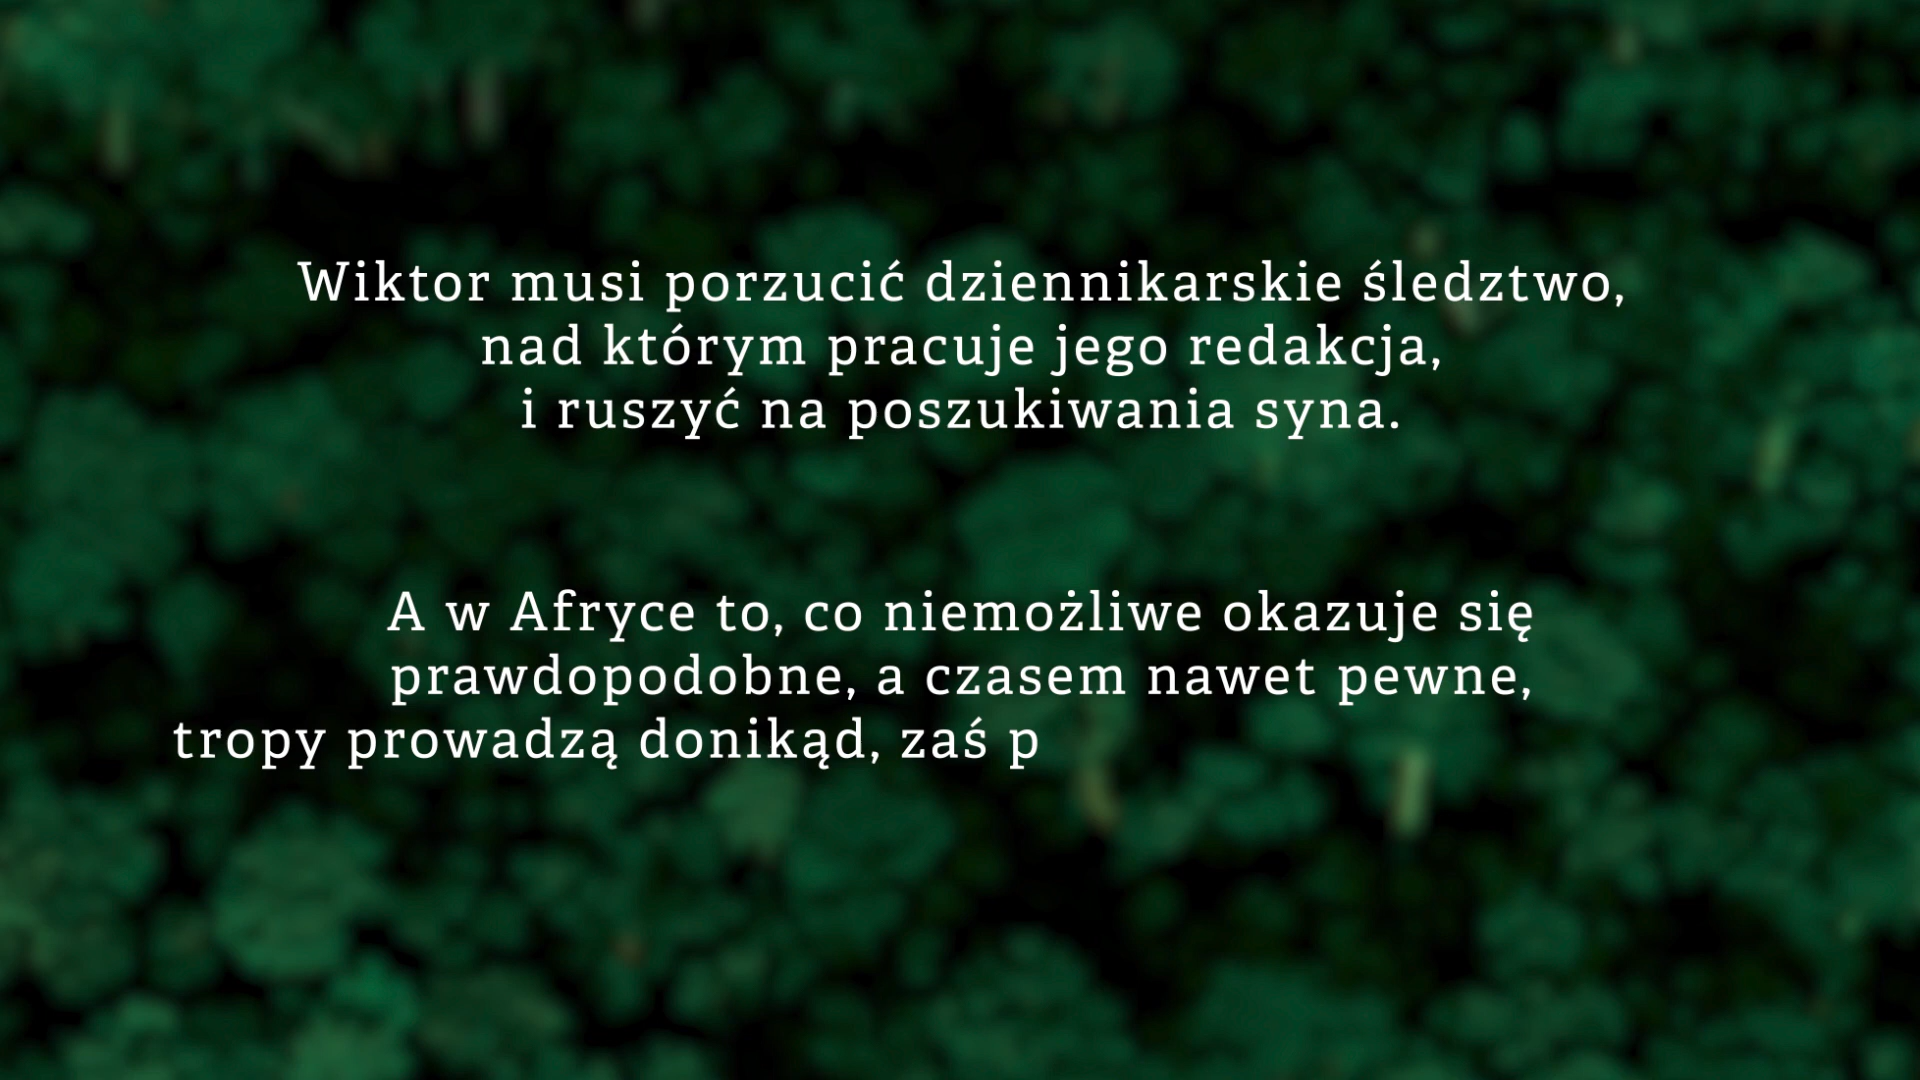 Wiktor musi porzucić dziennikarskie śledztwo,
nad którym pracuje jego redakcja,
i ruszyć na poszukiwania syna.
A w Afryce to, co niemożliwe okazuje się
prawdopodobne, a czasem nawet pewne,
tropy prowadzą donikąd, zaś p